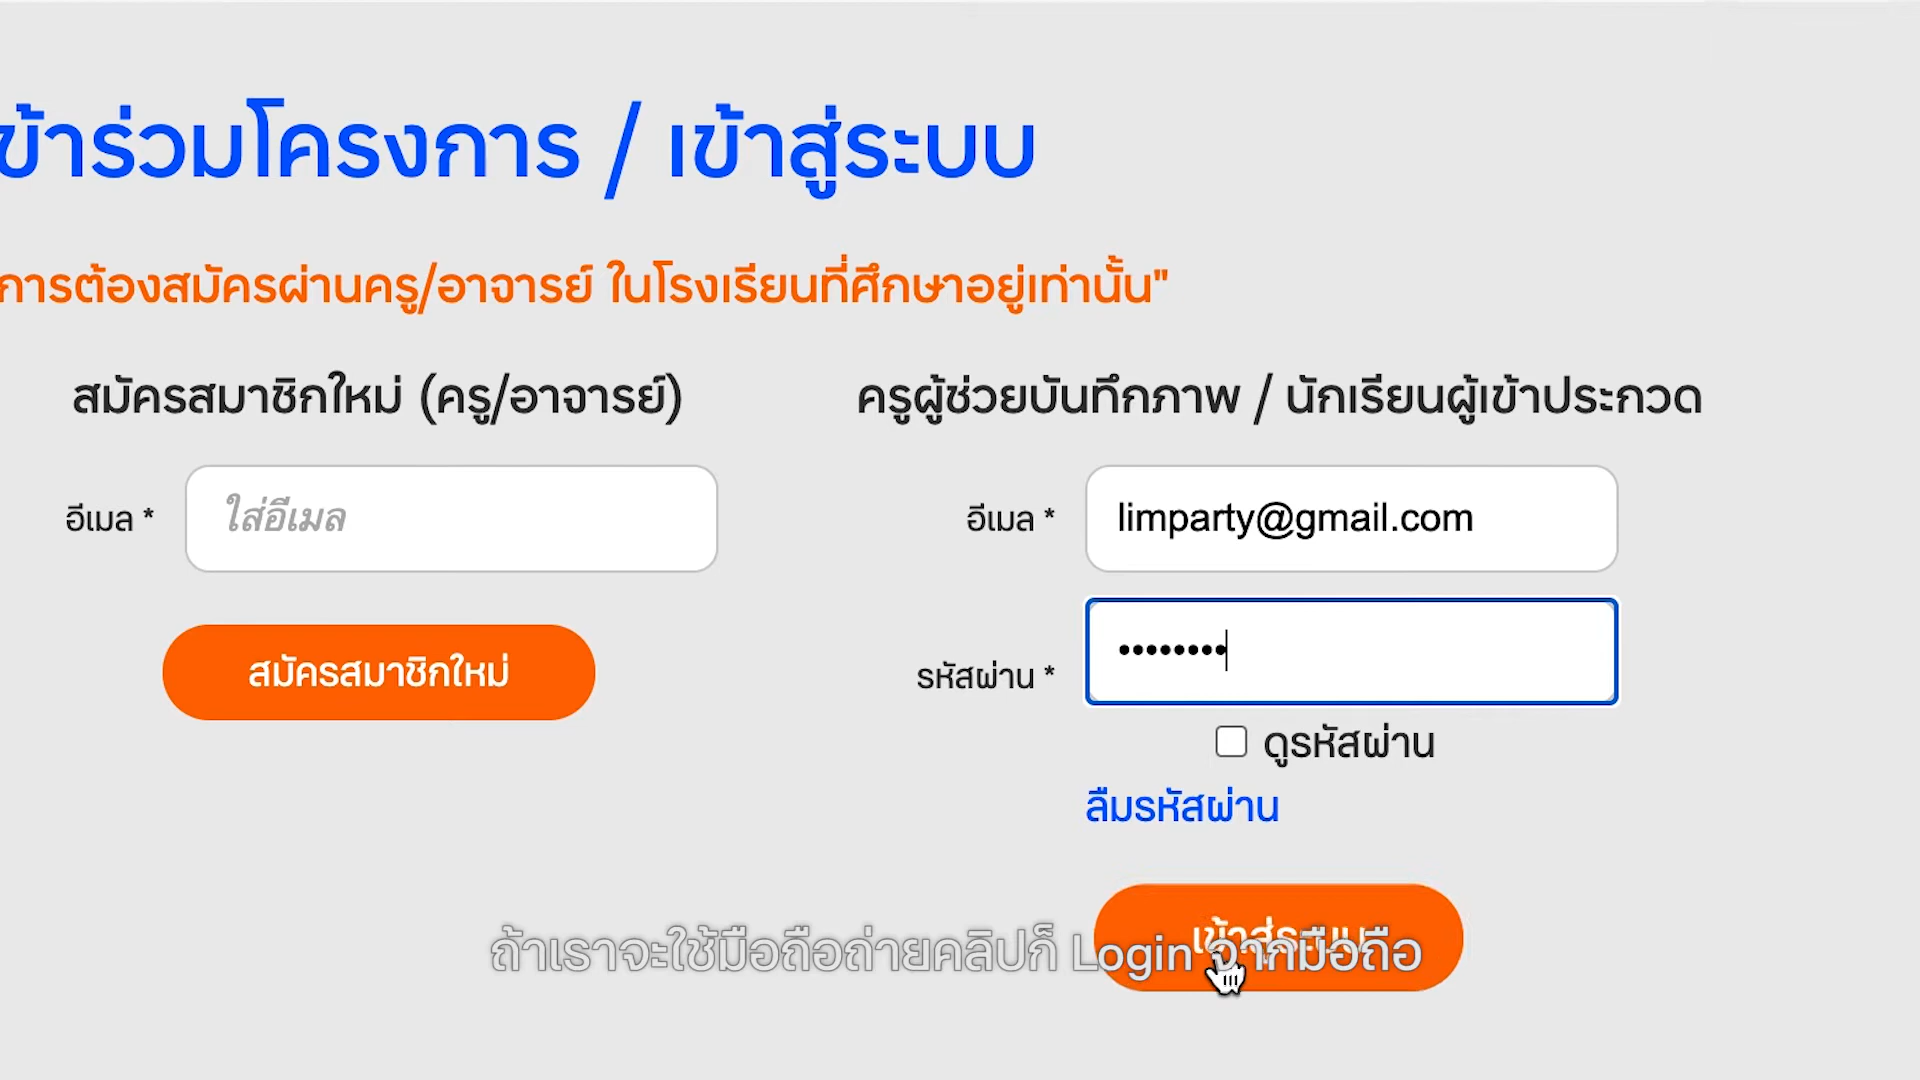 ข้าร่วมโครงการ / เข้าสู่ระบบ
การต้องสมัครผ่านครู/อาจารย์ ในโรงเรียนที่ศึกษาอยู่เท่านั้น"
สมัครสมาชิกใหม่ (ครู/อาจารย์)
อีเมล *
ใส่อีเมล
สมัครสมาชิกใหม่
ครูผู้ช่วยบันทึกภาพ / นักเรียนผู้เข้าประกวด
อีเมล *
limparty@gmail.com
รหัสผ่าน *
••••••••
ดูรหัสผ่าน
ลืมรหัสผ่าน
เข้าสู่ระบบ
ถ้าเราจะใช้มือถือถ่ายคลิปก็ Login จากมือถือ